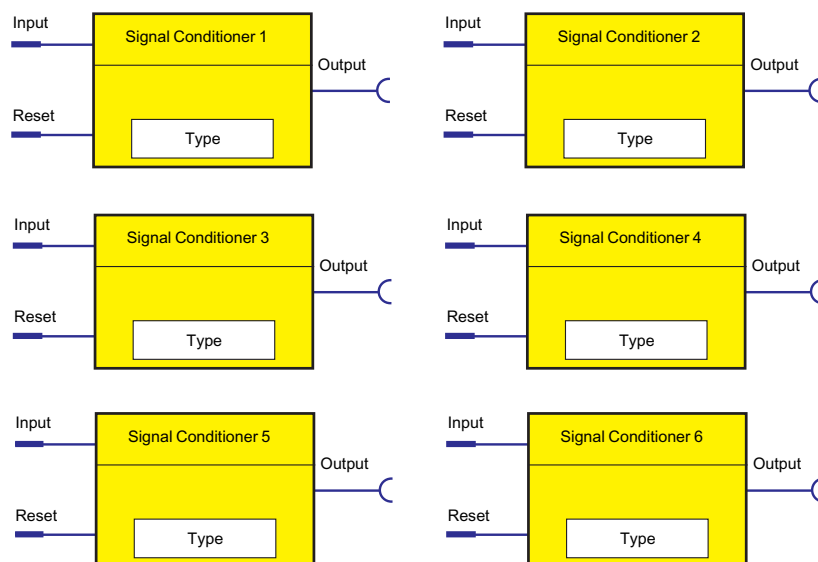 Input
Signal Conditioner 1
Output
Reset
Type
Input
Signal Conditioner 2
Output
Reset
Type
Input
Signal Conditioner 3
Output
Reset
Type
Input
Signal Conditioner 4
Output
Reset
Type
Input
Signal Conditioner 5
Output
Reset
Type
Input
Signal Conditioner 6
Output
Reset
Type